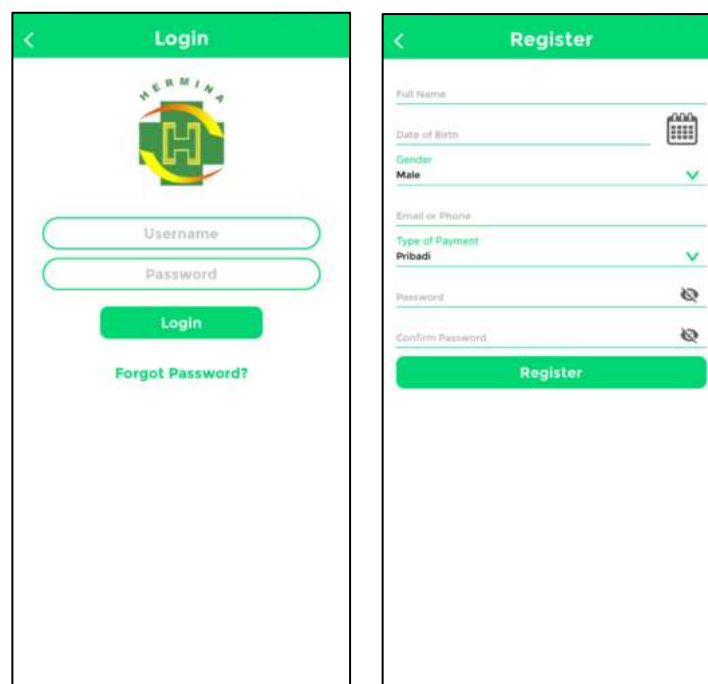 Login
HERMINA
H
Username
Password
Login
Forgot Password?
Register
Full Name
Date of Birth
Gender
Male
Email or Phone
Type of Payment
Pribadi
Password
Confirm Password
Register